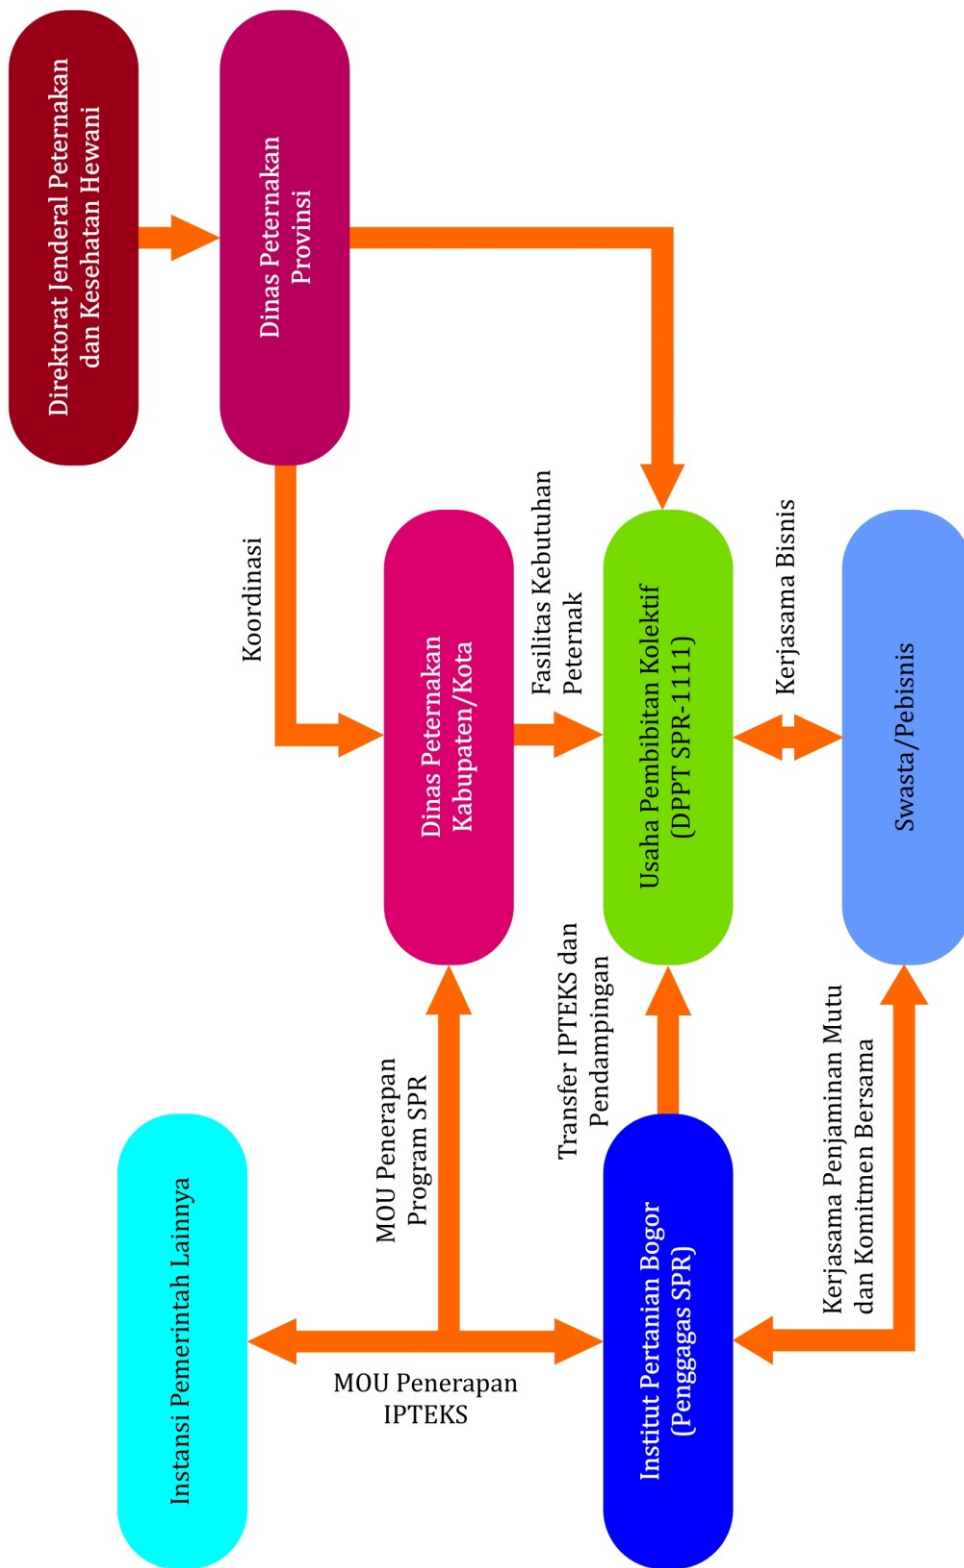 Direktorat Jenderal Peternakan
dan Kesehatan Hewani
Dinas Peternakan
Provinsi
Koordinasi
Dinas Peternakan
Kabupaten/Kota
Fasilitas Kebutuhan
Peternak
Usaha Pembibitan Kolektif
(DPPT SPR-1111)
Kerjasama Bisnis
Swasta/Pebisnis
Instansi Pemerintah Lainnya
MOU Penerapan
Program SPR
MOU Penerapan
IPTEKS
Transfer IPTEKS dan
Pendampingan
Institut Pertanian Bogor
(Penggagas SPR)
Kerjasama Penjaminan Mutu
dan Komitmen Bersama